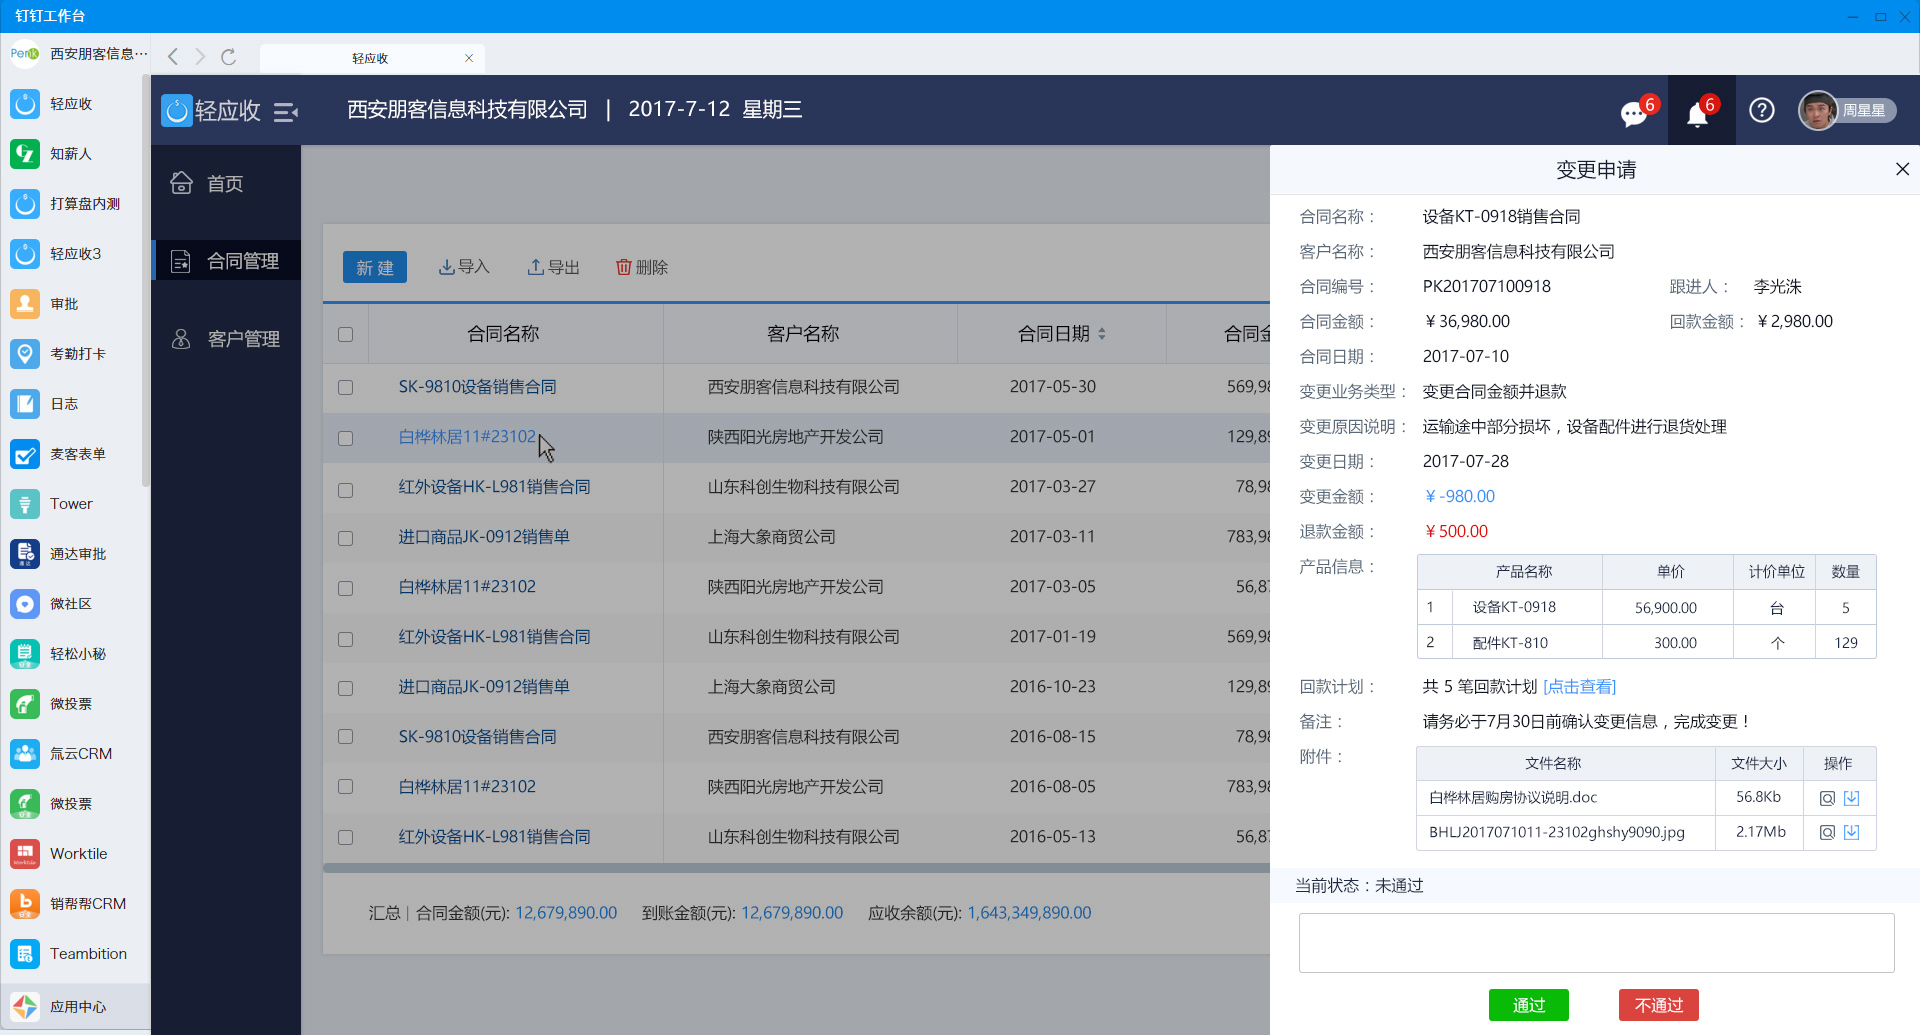 钉钉工作台
Penk 西安朋客信息…
轻应收
轻应收
知薪人
打算盘内测
轻应收3
审批
考勤打卡
日志
麦客表单
Tower
通达审批
微社区
轻松小秘
微投票
氚云CRM
微投票
Worktile
销帮帮CRM
Teambition
应用中心
轻应收
西安朋客信息科技有限公司 | 2017-7-12 星期三
6
6
周星星
首页
合同管理
客户管理
新 建 导入 导出 删除
合同名称 客户名称 合同日期 合同金
SK-9810设备销售合同 西安朋客信息科技有限公司 2017-05-30 569,98
白桦林居11#23102 陕西阳光房地产开发公司 2017-05-01 129,89
红外设备HK-L981销售合同 山东科创生物科技有限公司 2017-03-27 78,98
进口商品JK-0912销售单 上海大象商贸公司 2017-03-11 783,98
白桦林居11#23102 陕西阳光房地产开发公司 2017-03-05 56,87
红外设备HK-L981销售合同 山东科创生物科技有限公司 2017-01-19 569,98
进口商品JK-0912销售单 上海大象商贸公司 2016-10-23 129,89
SK-9810设备销售合同 西安朋客信息科技有限公司 2016-08-15 78,98
白桦林居11#23102 陕西阳光房地产开发公司 2016-08-05 783,98
红外设备HK-L981销售合同 山东科创生物科技有限公司 2016-05-13 56,87
汇总 | 合同金额(元): 12,679,890.00 到账金额(元): 12,679,890.00 应收余额(元): 1,643,349,890.00
变更申请
合同名称： 设备KT-0918销售合同
客户名称： 西安朋客信息科技有限公司
合同编号： PK201707100918 跟进人： 李光洙
合同金额： ￥36,980.00 回款金额： ￥2,980.00
合同日期： 2017-07-10
变更业务类型： 变更合同金额并退款
变更原因说明： 运输途中部分损坏，设备配件进行退货处理
变更日期： 2017-07-28
变更金额： ￥-980.00
退款金额： ￥500.00
产品信息：
产品名称 单价 计价单位 数量
1 设备KT-0918 56,900.00 台 5
2 配件KT-810 300.00 个 129
回款计划： 共 5 笔回款计划 [点击查看]
备注： 请务必于7月30日前确认变更信息，完成变更！
附件：
文件名称 文件大小 操作
白桦林居购房协议说明.doc 56.8Kb
BHLJ2017071011-23102ghshy9090.jpg 2.17Mb
当前状态：未通过
通过 不通过